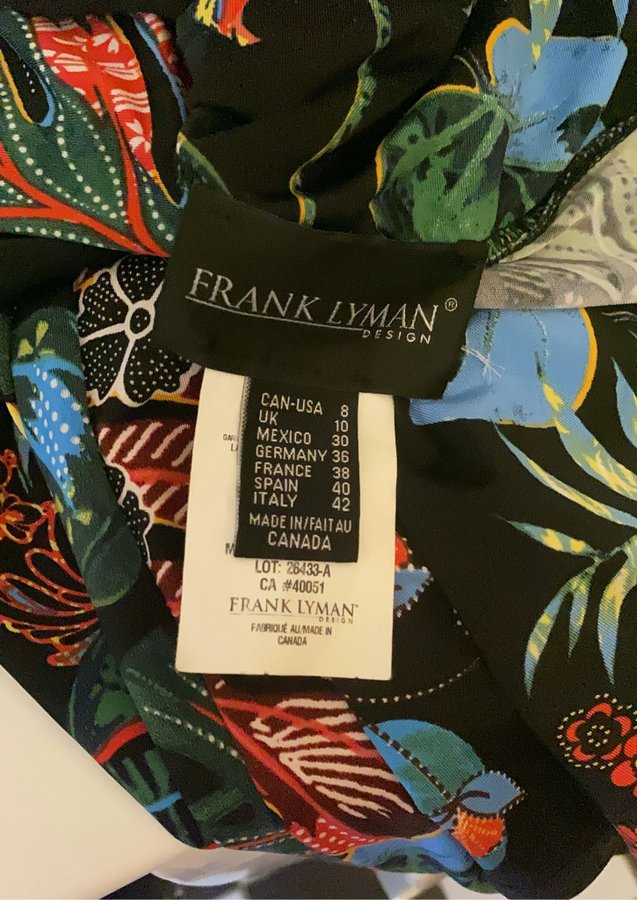 FRANK LYMAN®
DESIGN
CAN-USA 8
UK 10
MEXICO 30
GERMANY 36
FRANCE 38
SPAIN 40
ITALY 42
MADE IN/FAIT AU
CANADA
LOT: 26433-A
CA #40051
FRANK LYMAN
DESIGN
FABRIQUÉ AU/MADE IN
CANADA